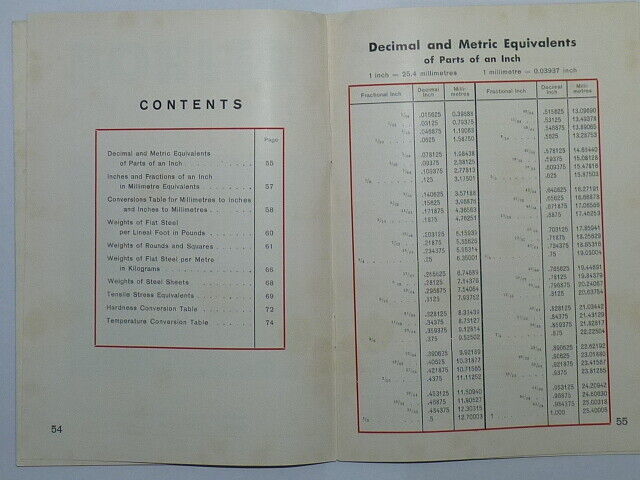 CONTENTS
Page
Decimal and Metric Equivalents
of Parts of an Inch . . . . . . . . . . 55
Inches and Fractions of an Inch
in Millimetre Equivalents . . . . . . . 57
Conversions Table for Millimetres to Inches
and Inches to Millimetres . . . . . . . 58
Weights of Flat Steel
per Lineal Foot in Pounds . . . . . . . 60
Weights of Rounds and Squares . . . . . 61
Weights of Flat Steel per Metre
in Kilograms . . . . . . . . . . . 66
Weights of Steel Sheets . . . . . . . 68
Tensile Stress Equivalents . . . . . . . 69
Hardness Conversion Table . . . . . . 72
Temperature Conversion Table . . . . . 74
54
Decimal and Metric Equivalents
of Parts of an Inch
1 inch = 25.4 millimetres 1 millimetre = 0.03937 inch
Fractional Inch Decimal Inch Milli-metres Fractional Inch Decimal Inch Milli-metres
.015625 0.39688 .515625 13.09690
.03125 0.79375 .53125 13.49378
.046875 1.19063 .546875 13.89065
.0625 1.58750 .5625
.078125 1.98438 .578125 14.68440
.09375 2.38125 .59375 15.08128
.109375 2.77813 .609375 15.47816
.125 3.17501 .625 15.87503
.140625 3.57188 .640625 16.27191
.15625 3.96876 .65625 16.66878
.171875 4.36563 .671875 17.06566
.1875 4.76251 .6875 17.46253
.203125 5.15939 .703125 17.85941
.21875 5.55626 .71875 18.25629
.234375 5.95314 .734375 18.65316
.25 6.35001 .75 19.05004
.265625 6.74689 .765625 19.44691
.28125 7.14376 .78125 19.84379
.296875 7.54064 .796875 20.24067
.3125 7.93752 .8125 20.63754
.328125 8.33439 .828125 21.03442
.34375 8.73127 .84375 21.43129
.359375 9.12814 .859375 21.82817
.375 9.52502 .875 22.22504
.390625 9.92189 .890625 22.62192
.40625 10.31877 .90625 23.01880
.421875 10.71565 .921875 23.41567
.4375 11.11252 .9375 23.81255
.453125 11.50940 .953125 24.20942
.46875 11.90627 .96875 24.60630
.484375 12.30315 .984375 25.00318
.5 12.70003 1 1.000 25.40005
55